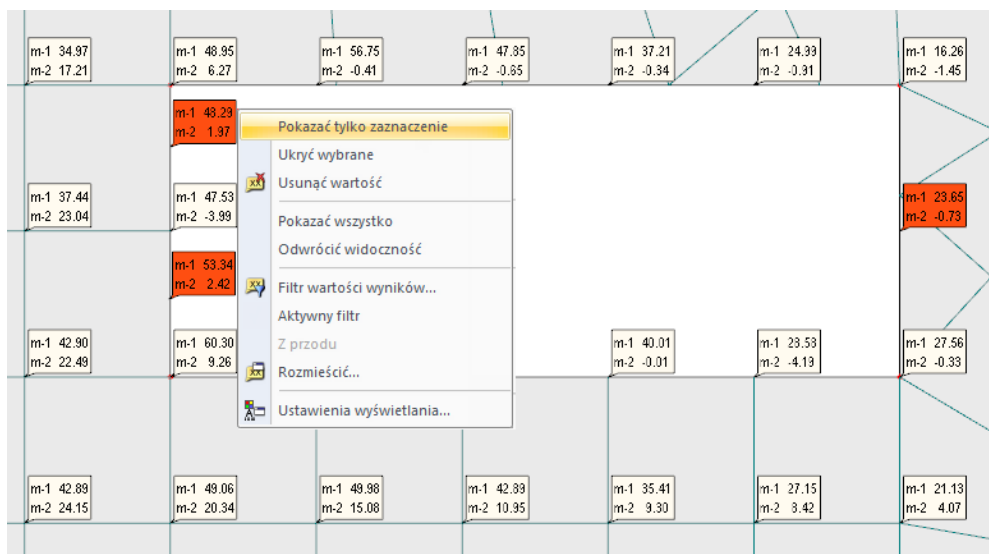 m-1 34.97
m-2 17.21
m-1 48.95
m-2 6.27
m-1 56.75
m-2 -0.41
m-1 47.85
m-2 -0.65
m-1 37.21
m-2 -0.34
m-1 24.99
m-2 -0.91
m-1 16.26
m-2 -1.45
m-1 48.29
m-2 1.97
m-1 37.44
m-2 23.04
m-1 47.53
m-2 -3.99
m-1 23.65
m-2 -0.73
m-1 53.34
m-2 2.42
Pokazać tylko zaznaczenie
Ukryć wybrane
Usunąć wartość
Pokazać wszystko
Odwrócić widoczność
Filtr wartości wyników...
Aktywny filtr
Z przodu
Rozmieścić...
Ustawienia wyświetlania...
m-1 42.90
m-2 22.49
m-1 60.30
m-2 9.26
m-1 40.01
m-2 -0.01
m-1 28.58
m-2 -4.19
m-1 27.56
m-2 -0.33
m-1 42.89
m-2 24.15
m-1 49.06
m-2 20.34
m-1 49.98
m-2 15.08
m-1 42.89
m-2 10.95
m-1 35.41
m-2 9.30
m-1 27.15
m-2 8.42
m-1 21.13
m-2 4.07